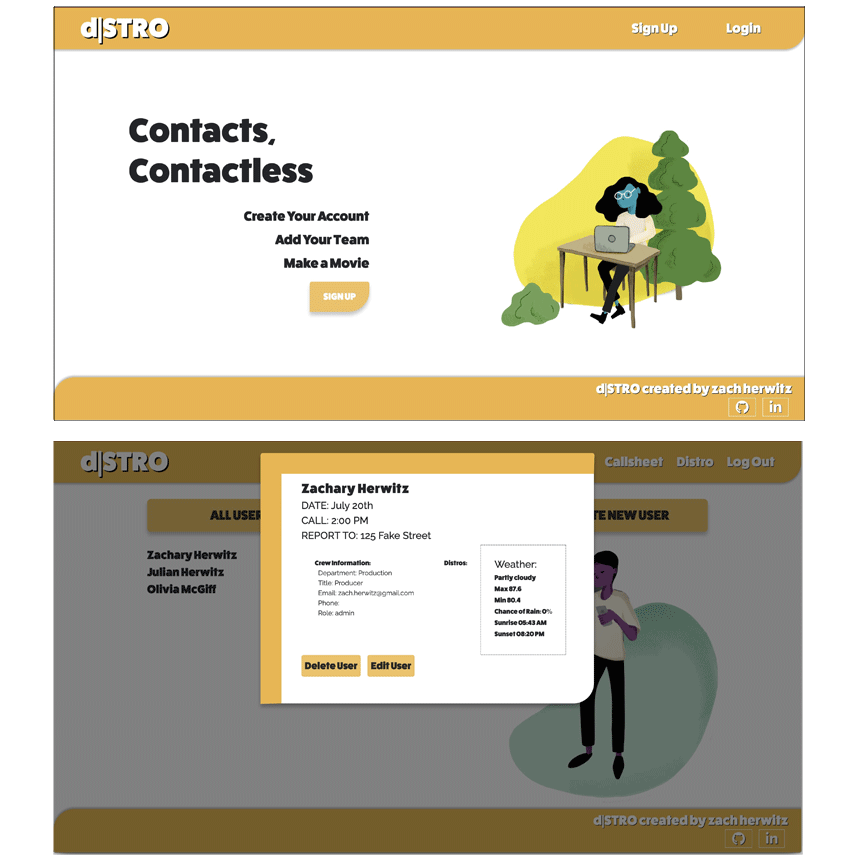 d|STRO
Sign Up
Login
Contacts,
Contactless
Create Your Account
Add Your Team
Make a Movie
SIGN UP
d|STRO created by zach herwitz
in
d|STRO
Callsheet
Distro
Log Out
ALL USER
TE NEW USER
Zachary Herwitz
Julian Herwitz
Olivia McGiff
Zachary Herwitz
DATE: July 20th
CALL: 2:00 PM
REPORT TO: 125 Fake Street
Crew Information:
Department: Production
Title: Producer
Email: zach.herwitz@gmail.com
Phone:
Role: admin
Distros:
Weather:
Partly cloudy
Max 87.6
Min 80.4
Chance of Rain: 0%
Sunrise 05:43 AM
Sunset 08:20 PM
Delete User
Edit User
d|STRO created by zach herwitz
in